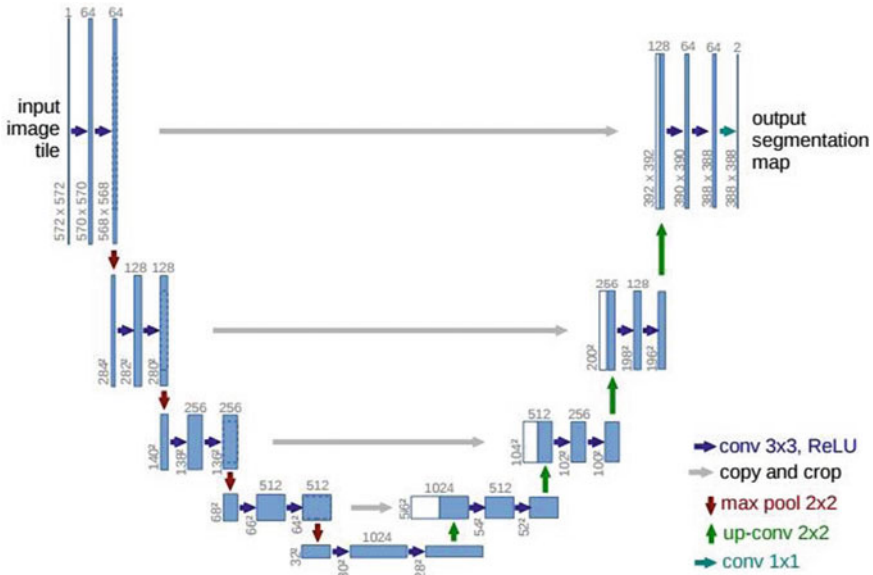 1 64 64
128 64 64 2
input
image
tile
output
segmentation
map
572 x 572
570 x 570
568 x 568
392 x 392
390 x 390
388 x 388
388 x 388
128 128
256 128
284²
282²
280²
200²
198²
196²
256 256
512 256
140²
138²
136²
104²
102²
100²
512 512
1024 512
68²
66²
64²
56²
54²
52²
1024
32²
30²
28²
conv 3x3, ReLU
copy and crop
max pool 2x2
up-conv 2x2
conv 1x1